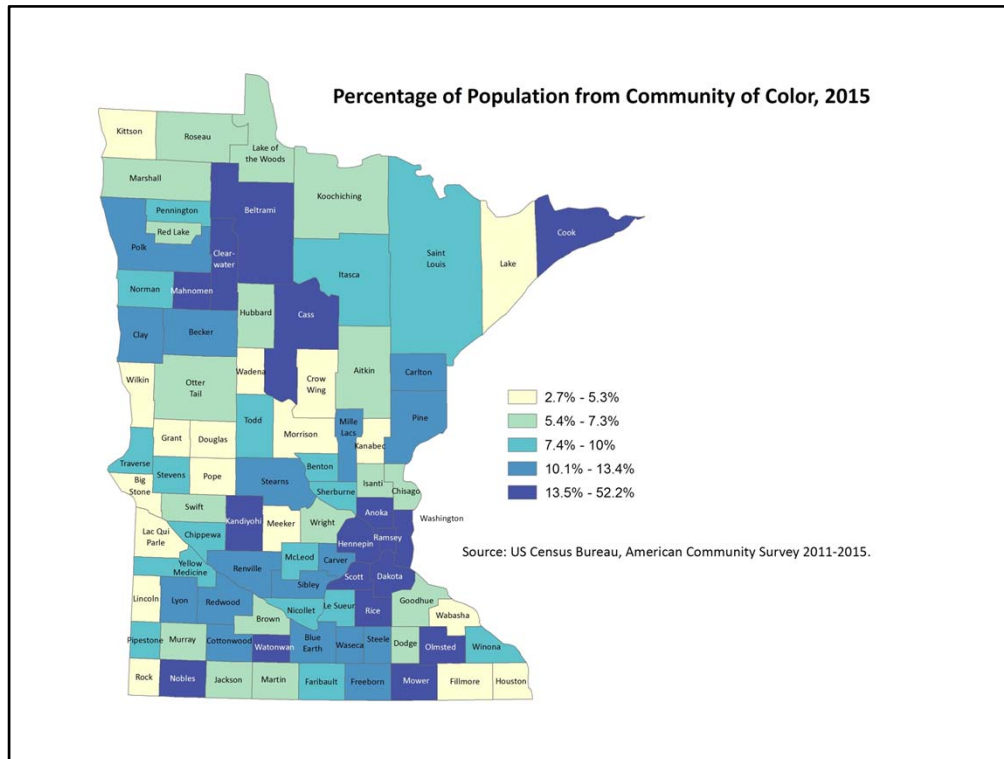 Percentage of Population from Community of Color, 2015
Kittson
Roseau
Lake of
the Woods
Marshall
Koochiching
Pennington
Beltrami
Cook
Red Lake
Polk
Clear-
water
Saint
Louis
Lake
Itasca
Norman
Mahnomen
Hubbard
Cass
Clay
Becker
Wadena
Crow
Wing
Aitkin
Carlton
Wilkin
Otter
Tail
Todd
Mille
Lacs
Pine
Grant
Douglas
Morrison
Kanabec
Traverse
Stevens
Pope
Benton
Big
Stone
Stearns
Isanti
Sherburne
Chisago
Swift
Kandiyohi
Meeker
Anoka
Washington
Lac Qui
Parle
Chippewa
Wright
Hennepin
Ramsey
McLeod
Carver
Yellow
Medicine
Renville
Scott
Dakota
Sibley
Lincoln
Lyon
Redwood
Nicollet
Le Sueur
Rice
Goodhue
Wabasha
Brown
Pipestone
Murray
Cottonwood
Watonwan
Blue
Earth
Waseca
Steele
Dodge
Olmsted
Winona
Rock
Nobles
Jackson
Martin
Faribault
Freeborn
Mower
Fillmore
Houston
2.7% - 5.3%
5.4% - 7.3%
7.4% - 10%
10.1% - 13.4%
13.5% - 52.2%
Source: US Census Bureau, American Community Survey 2011-2015.